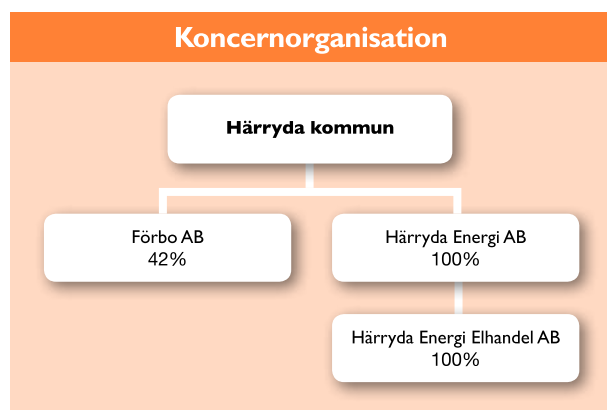 Koncernorganisation
Härryda kommun
Förbo AB
42%
Härryda Energi AB
100%
Härryda Energi Elhandel AB
100%